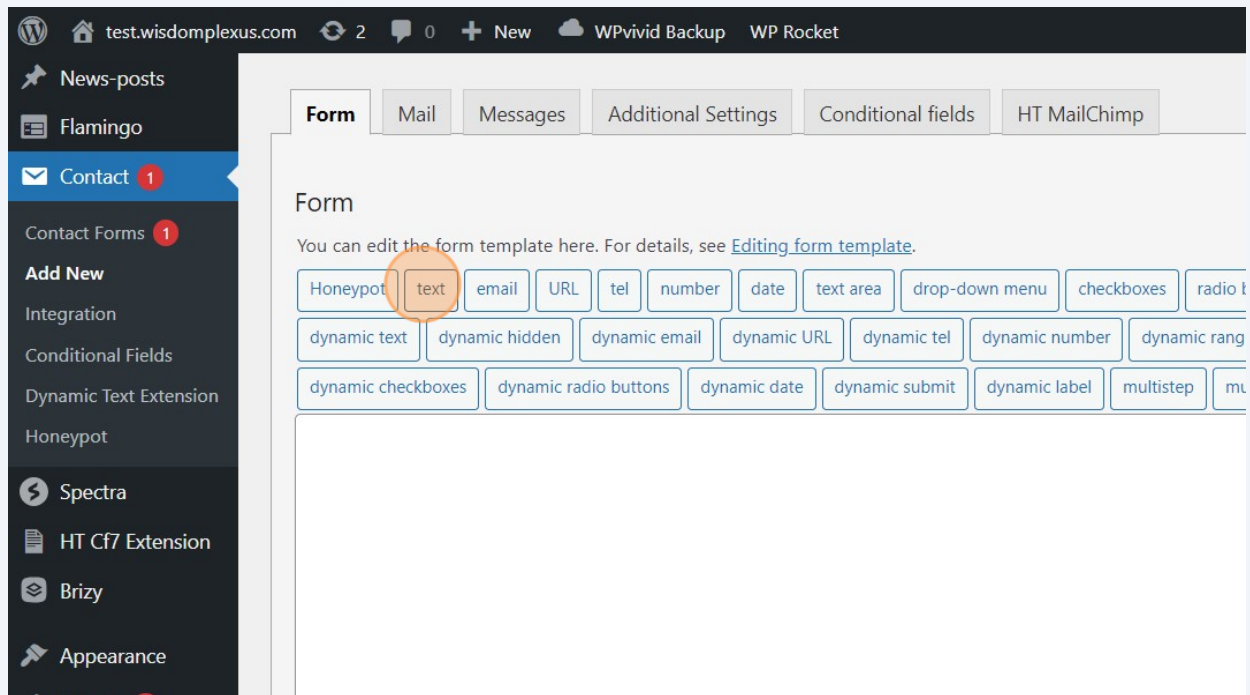 test.wisdomplexus.com 2 0 New WPvivid Backup WP Rocket
News-posts
Flamingo
Contact 1
Contact Forms 1
Add New
Integration
Conditional Fields
Dynamic Text Extension
Honeypot
Spectra
HT Cf7 Extension
Brizy
Appearance
Form Mail Messages Additional Settings Conditional fields HT MailChimp
Form
You can edit the form template here. For details, see Editing form template.
Honeypot text email URL tel number date text area drop-down menu checkboxes radio
dynamic text dynamic hidden dynamic email dynamic URL dynamic tel dynamic number dynamic rang
dynamic checkboxes dynamic radio buttons dynamic date dynamic submit dynamic label multistep